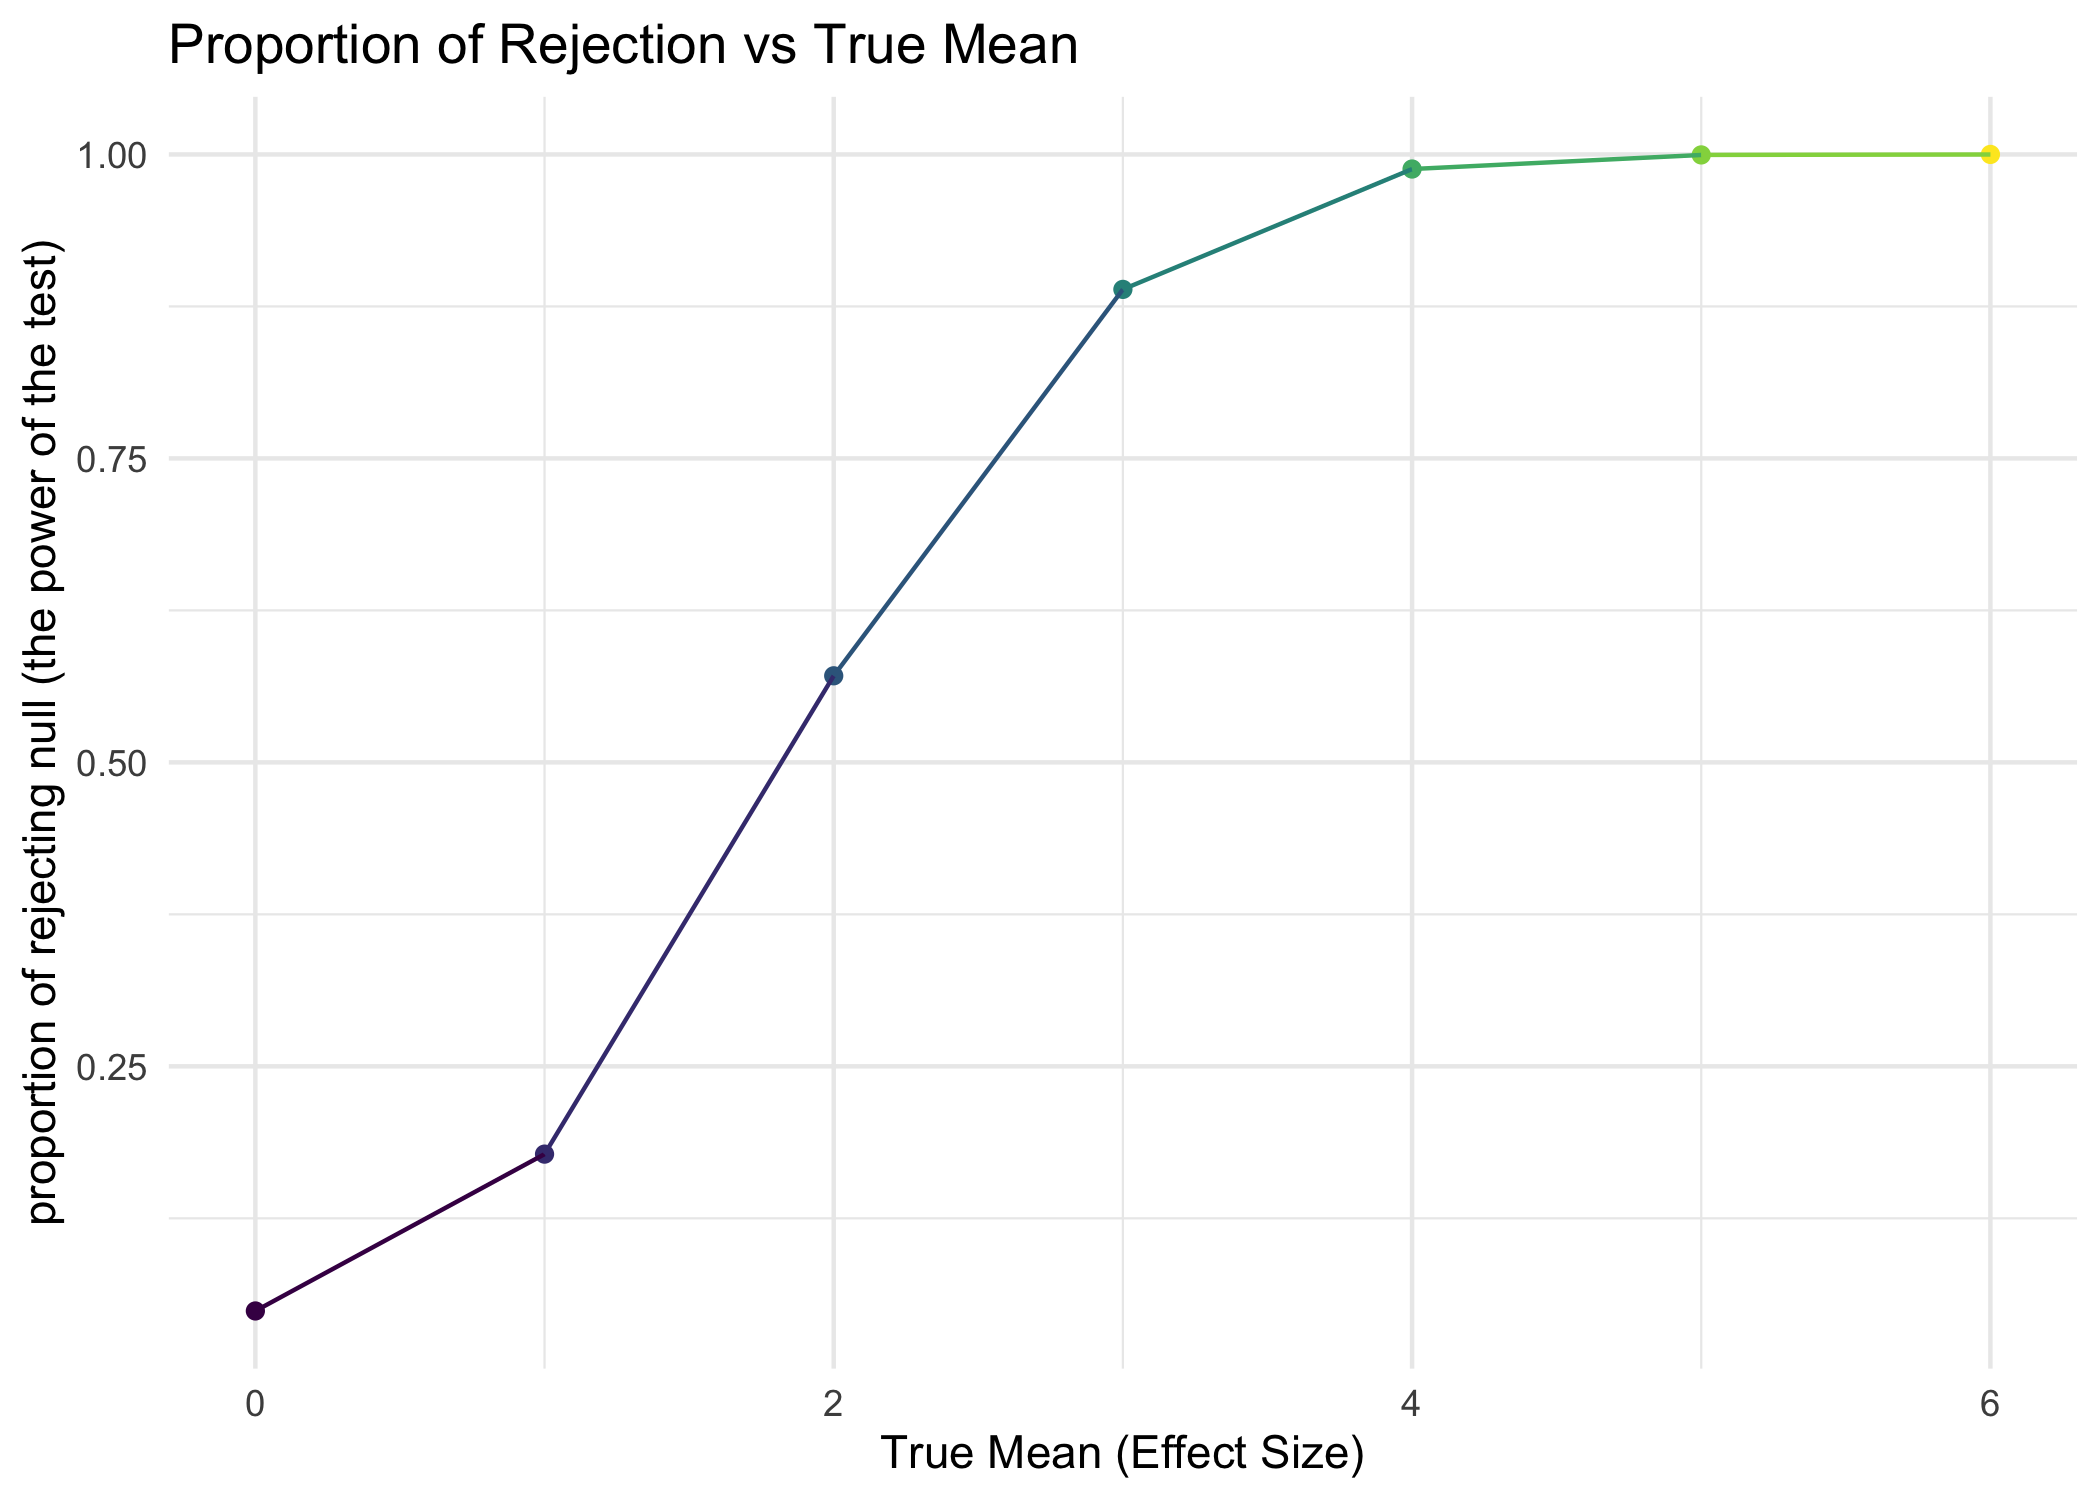 Proportion of Rejection vs True Mean
proportion of rejecting null (the power of the test)
1.00
0.75
0.50
0.25
0
2
4
6
True Mean (Effect Size)